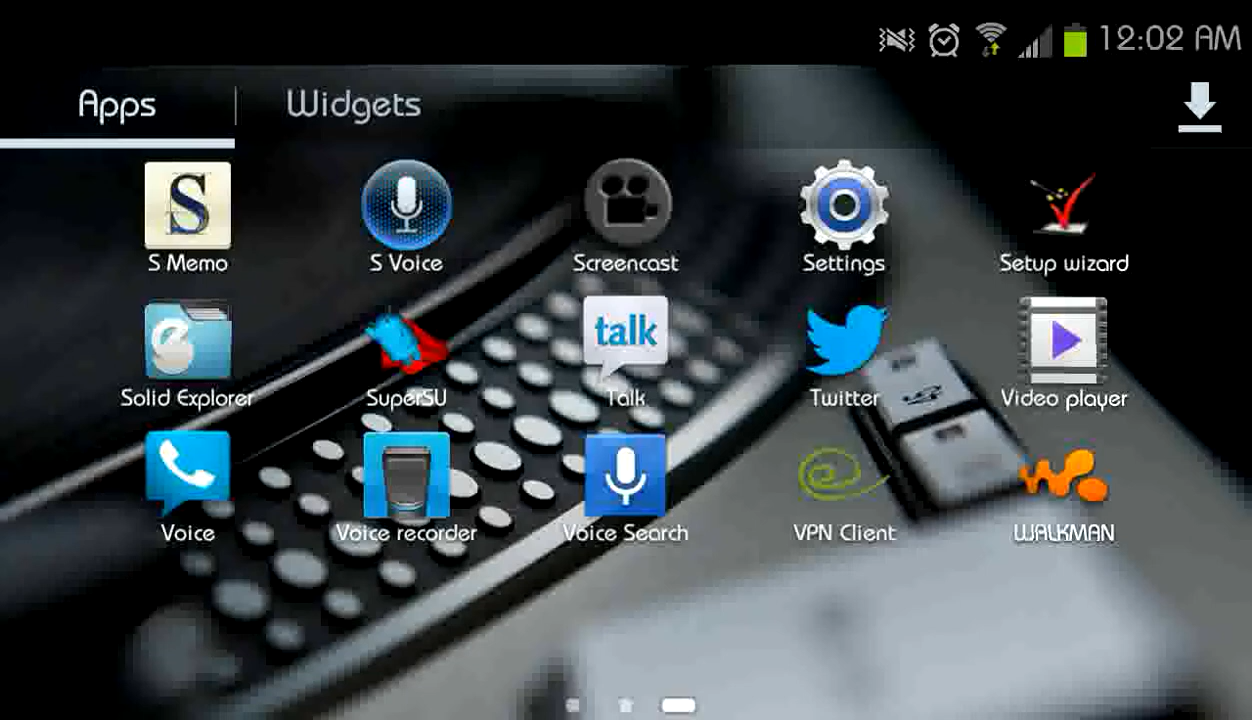 12:02 AM
Apps Widgets
S
S Memo S Voice Screencast Settings Setup wizard
talk
Solid Explorer SuperSU Talk Twitter Video player
Voice Voice recorder Voice Search VPN Client WALKMAN